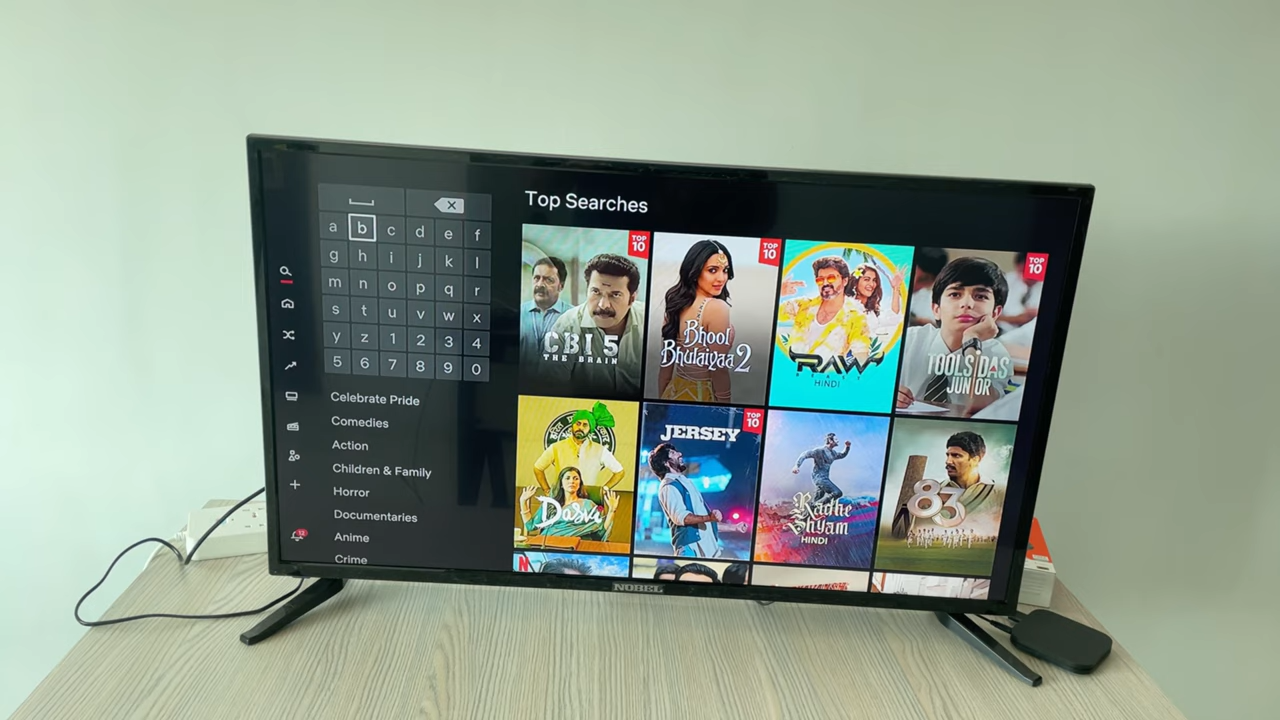 Top Searches
a b c d e f
g h i j k l
m n o p q r
s t u v w x
y z 1 2 3 4
5 6 7 8 9 0
Celebrate Pride
Comedies
Action
Children & Family
Horror
Documentaries
Anime
Crime
12
TOP
10
CBI 5
THE BRAIN
TOP
10
Bhool
Bhulaiyaa 2
RAW
BEAST
HINDI
TOP
10
TOOLSIDAS
JUNIOR
Dasvi
TOP
10
JERSEY
Radhe
Shyam
HINDI
83
N
NOBEL